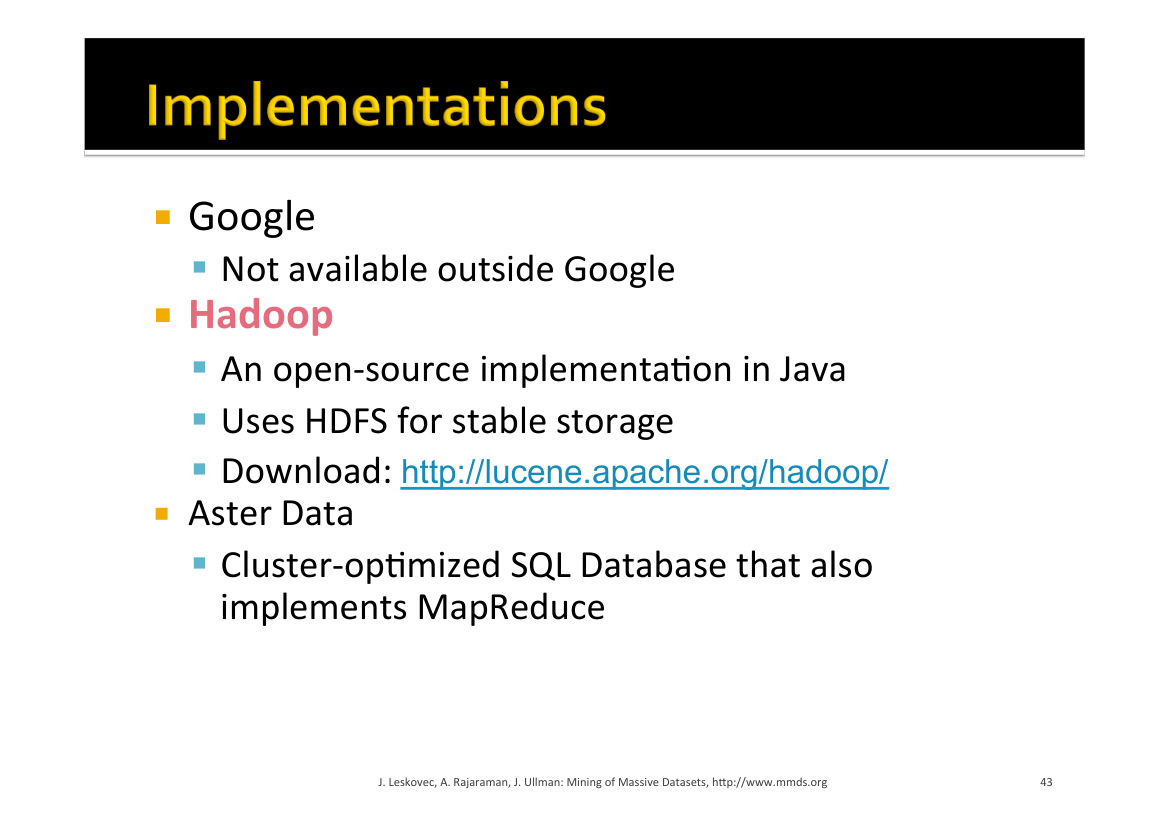 Implementations
Google
Not available outside Google
Hadoop
An open-source implementation in Java
Uses HDFS for stable storage
Download: http://lucene.apache.org/hadoop/
Aster Data
Cluster-optimized SQL Database that also
implements MapReduce
J. Leskovec, A. Rajaraman, J. Ullman: Mining of Massive Datasets, http://www.mmds.org
43